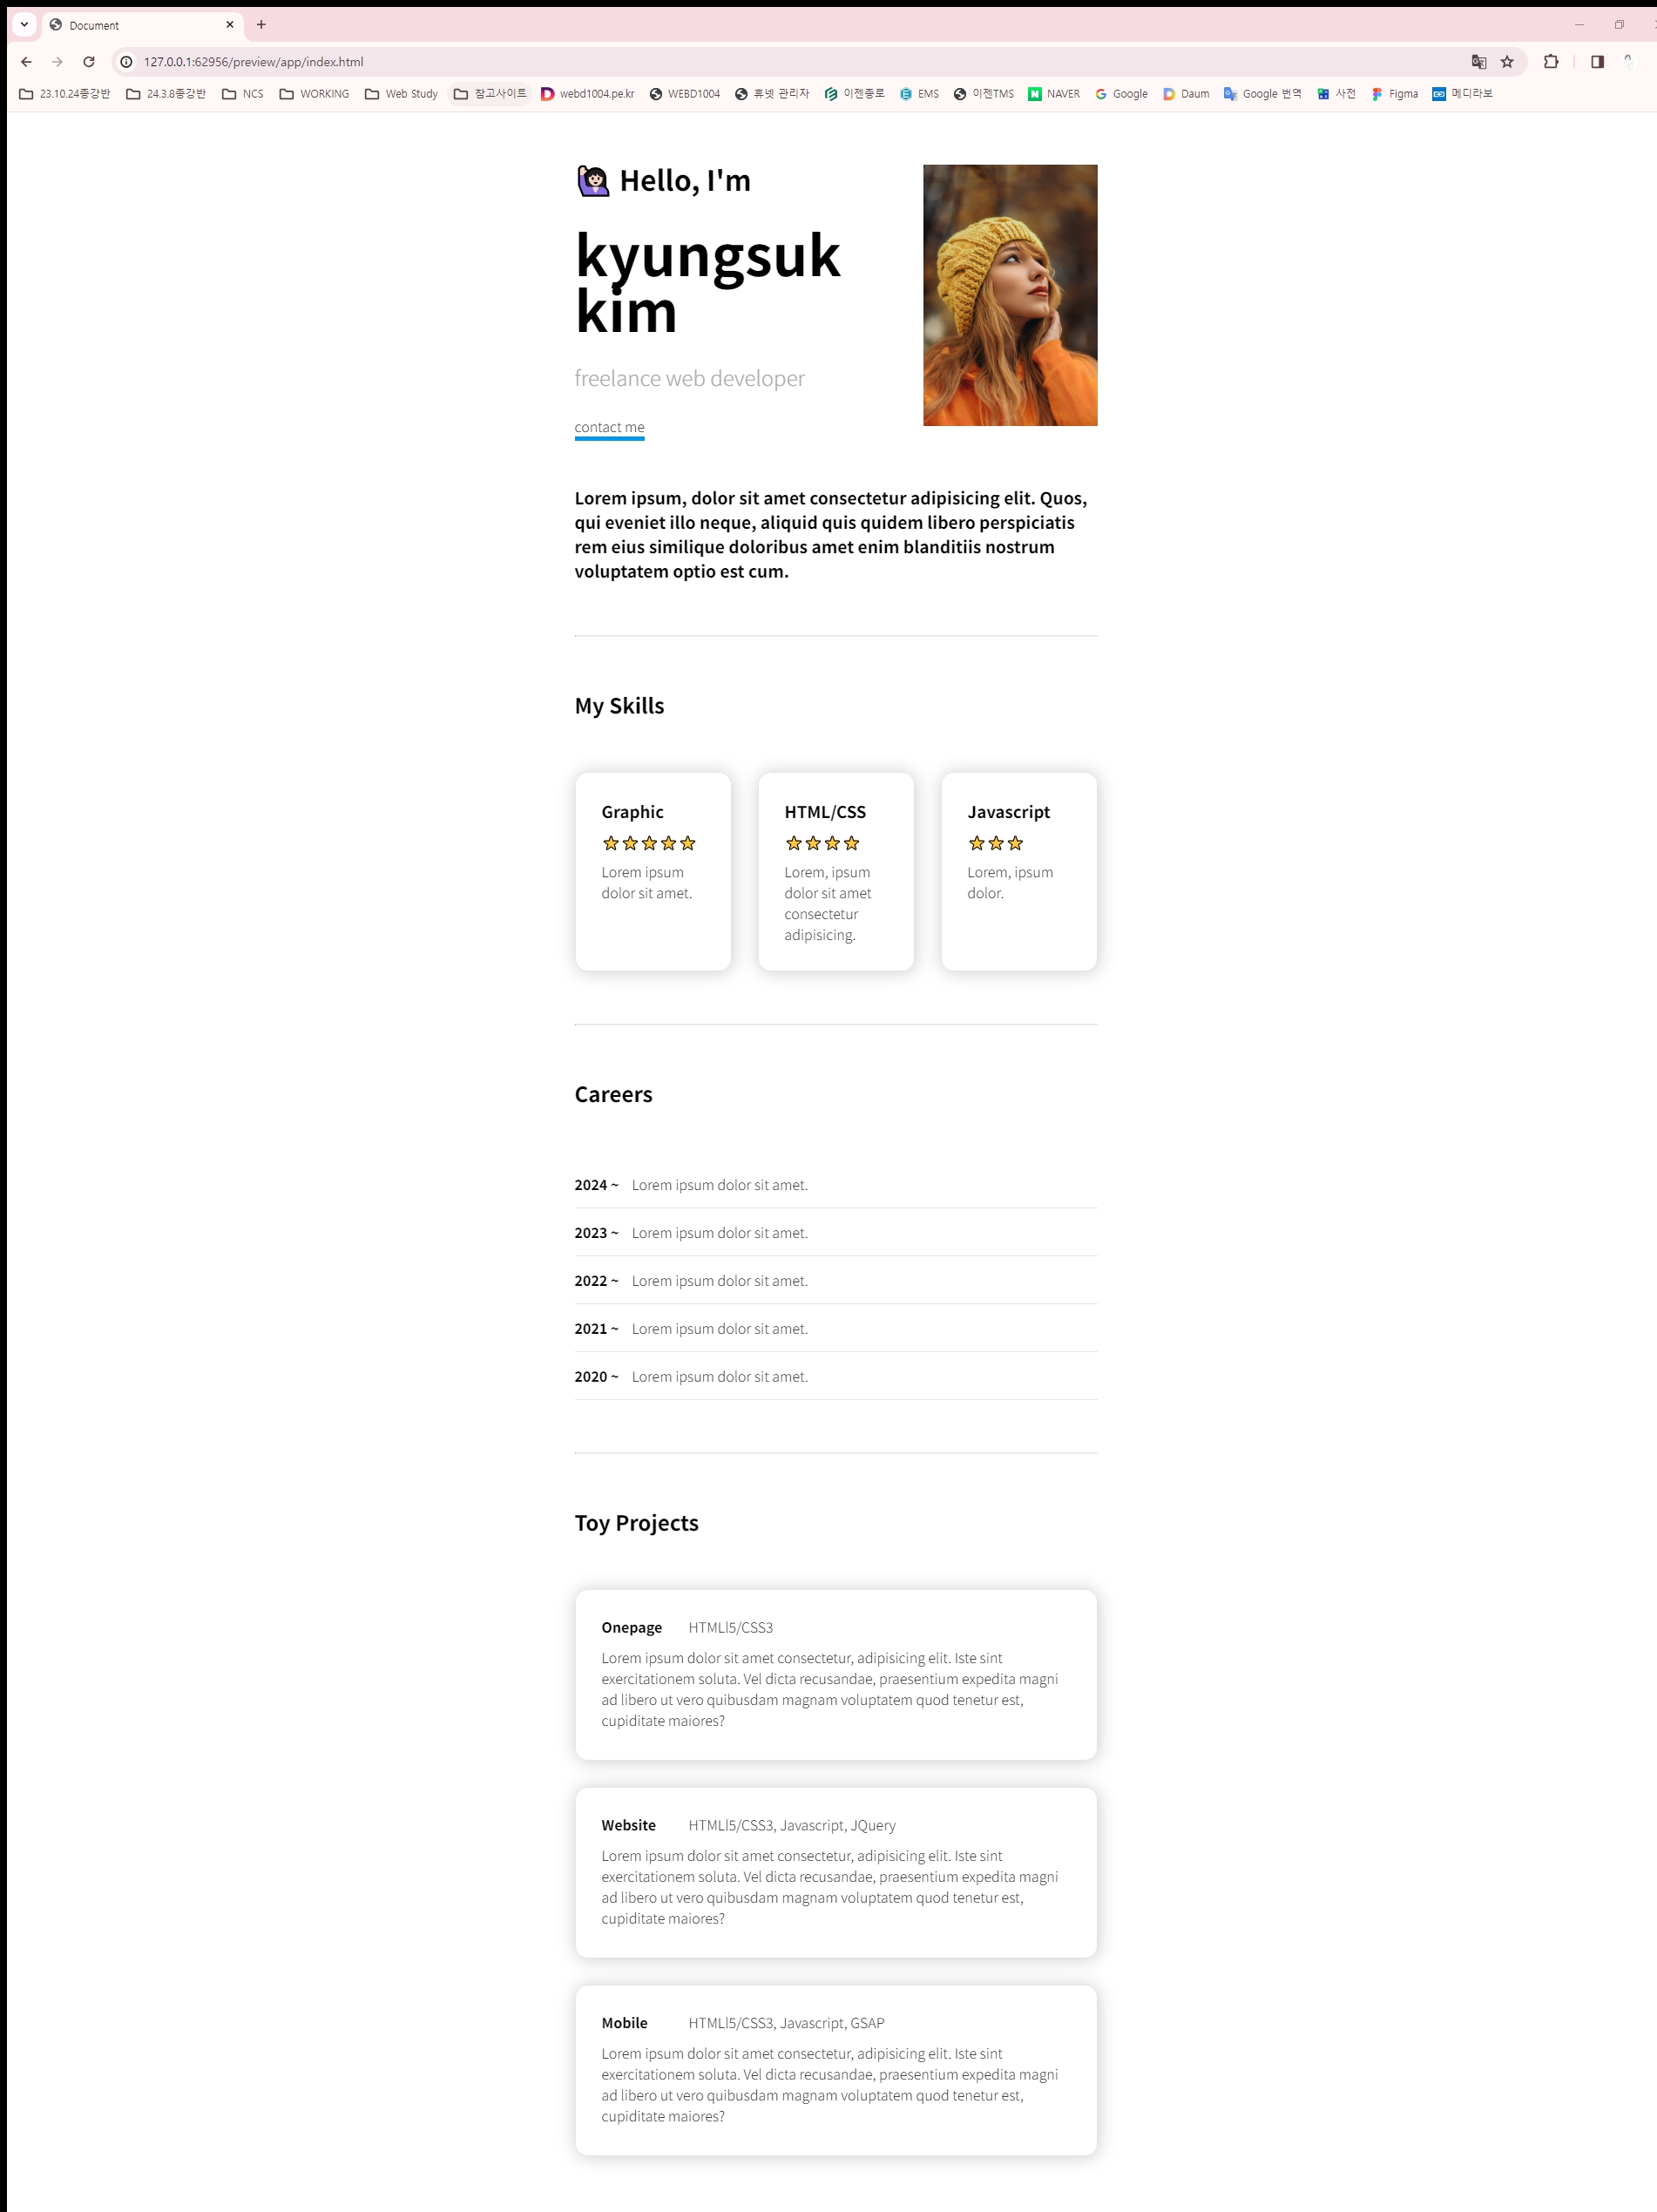 Document
127.0.0.1:62956/preview/app/index.html
23.10.24종강반 24.3.8종강반 NCS WORKING Web Study 참고사이트 webd1004.pe.kr WEBD1004 휴넷 관리자 이젠종로 EMS 이젠TMS NAVER Google Daum Google 번역 사전 Figma 메디라보
Hello, I'm
kyungsuk
kim
freelance web developer
contact me
Lorem ipsum, dolor sit amet consectetur adipisicing elit. Quos,
qui eveniet illo neque, aliquid quis quidem libero perspiciatis
rem eius similique doloribus amet enim blanditiis nostrum
voluptatem optio est cum.
My Skills
Graphic
Lorem ipsum
dolor sit amet.
HTML/CSS
Lorem, ipsum
dolor sit amet
consectetur
adipisicing.
Javascript
Lorem, ipsum
dolor.
Careers
2024 ~ Lorem ipsum dolor sit amet.
2023 ~ Lorem ipsum dolor sit amet.
2022 ~ Lorem ipsum dolor sit amet.
2021 ~ Lorem ipsum dolor sit amet.
2020 ~ Lorem ipsum dolor sit amet.
Toy Projects
Onepage HTMLl5/CSS3
Lorem ipsum dolor sit amet consectetur, adipisicing elit. Iste sint
exercitationem soluta. Vel dicta recusandae, praesentium expedita magni
ad libero ut vero quibusdam magnam voluptatem quod tenetur est,
cupiditate maiores?
Website HTMLl5/CSS3, Javascript, JQuery
Lorem ipsum dolor sit amet consectetur, adipisicing elit. Iste sint
exercitationem soluta. Vel dicta recusandae, praesentium expedita magni
ad libero ut vero quibusdam magnam voluptatem quod tenetur est,
cupiditate maiores?
Mobile HTMLl5/CSS3, Javascript, GSAP
Lorem ipsum dolor sit amet consectetur, adipisicing elit. Iste sint
exercitationem soluta. Vel dicta recusandae, praesentium expedita magni
ad libero ut vero quibusdam magnam voluptatem quod tenetur est,
cupiditate maiores?